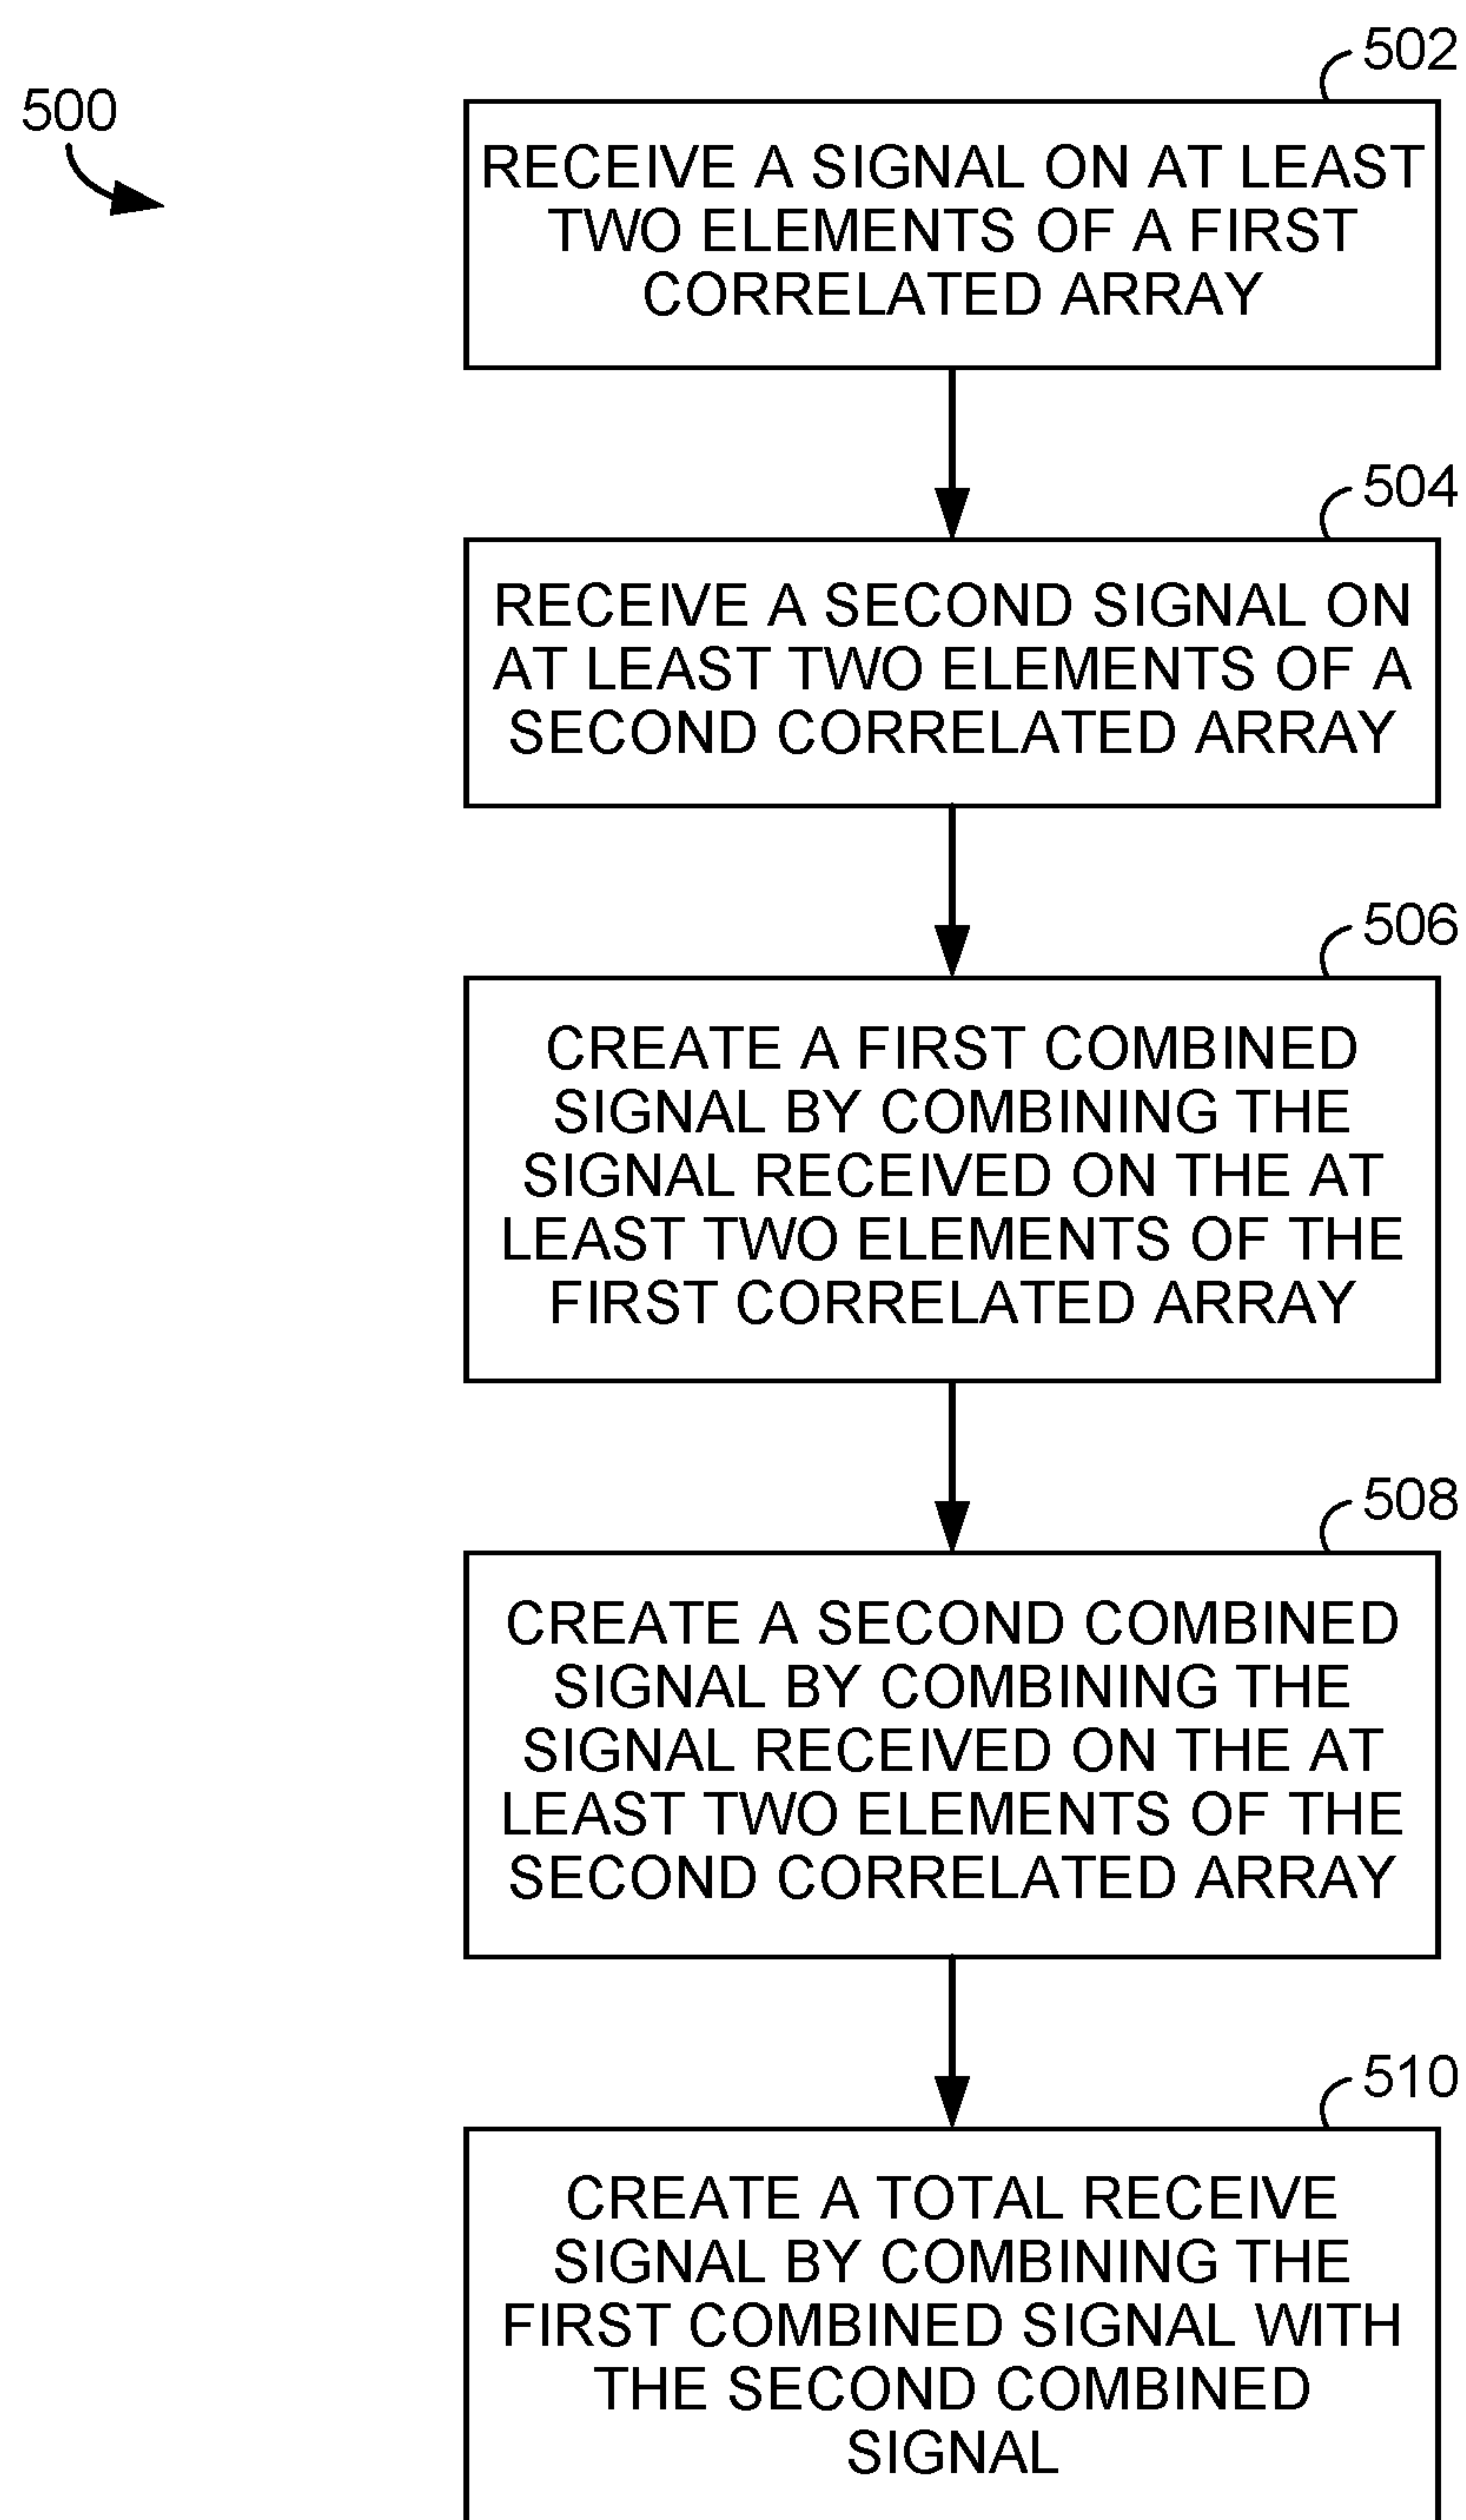 500
502
RECEIVE A SIGNAL ON AT LEAST
TWO ELEMENTS OF A FIRST
CORRELATED ARRAY
504
RECEIVE A SECOND SIGNAL ON
AT LEAST TWO ELEMENTS OF A
SECOND CORRELATED ARRAY
506
CREATE A FIRST COMBINED
SIGNAL BY COMBINING THE
SIGNAL RECEIVED ON THE AT
LEAST TWO ELEMENTS OF THE
FIRST CORRELATED ARRAY
508
CREATE A SECOND COMBINED
SIGNAL BY COMBINING THE
SIGNAL RECEIVED ON THE AT
LEAST TWO ELEMENTS OF THE
SECOND CORRELATED ARRAY
510
CREATE A TOTAL RECEIVE
SIGNAL BY COMBINING THE
FIRST COMBINED SIGNAL WITH
THE SECOND COMBINED
SIGNAL